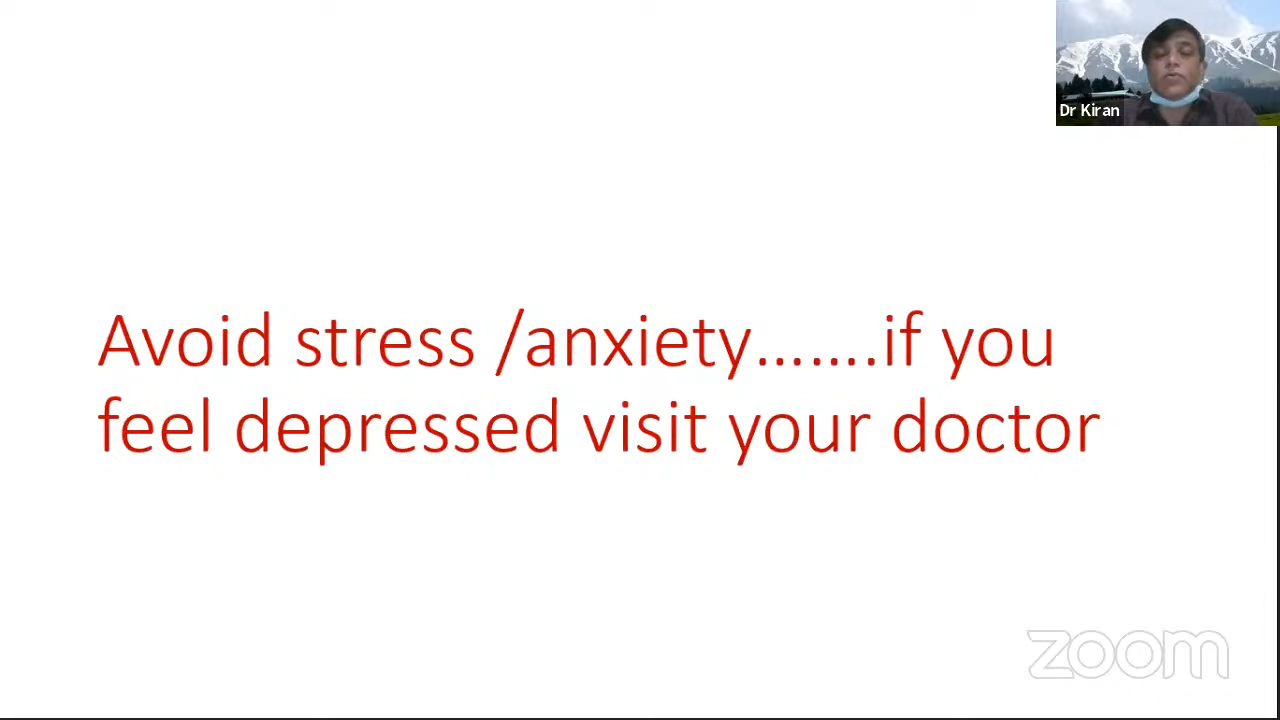 Dr Kiran
Avoid stress /anxiety.......if you
feel depressed visit your doctor
zoom